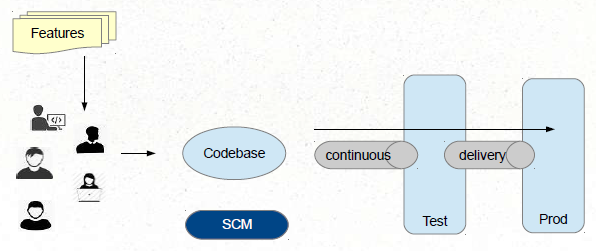 Features
Codebase
continuous
delivery
SCM
Test
Prod